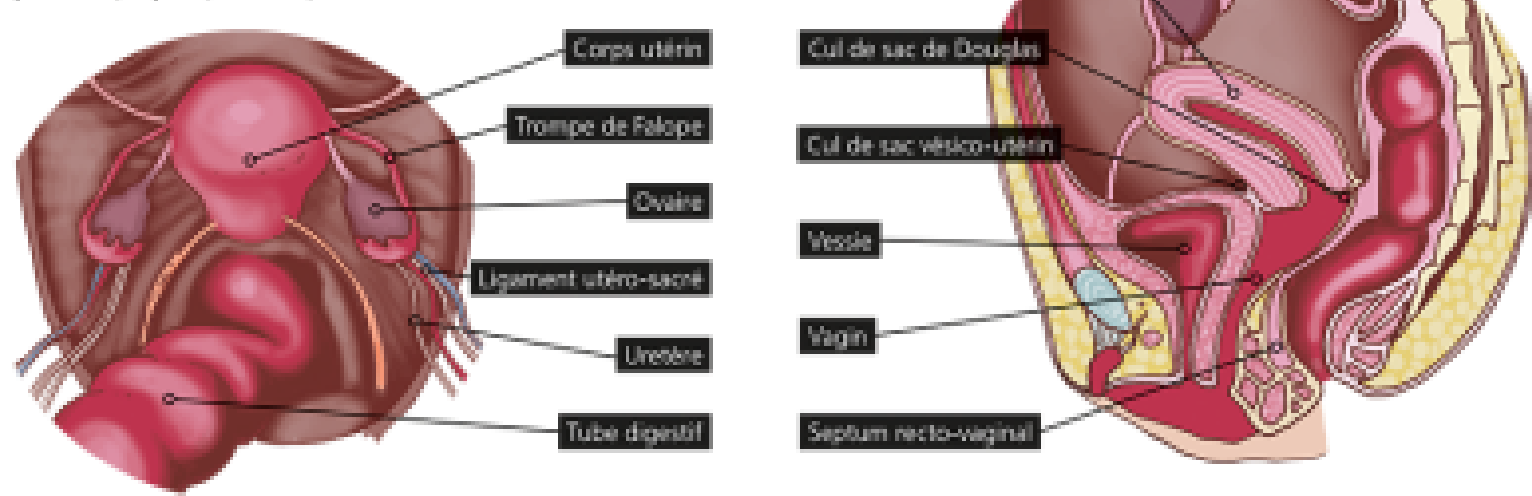 Corps utérin
Trompe de Falope
Ovaire
Ligament utéro-sacré
Uretère
Tube digestif
Cul de sac de Douglas
Cul de sac vésico-utérin
Vessie
Vagin
Septum recto-vaginal